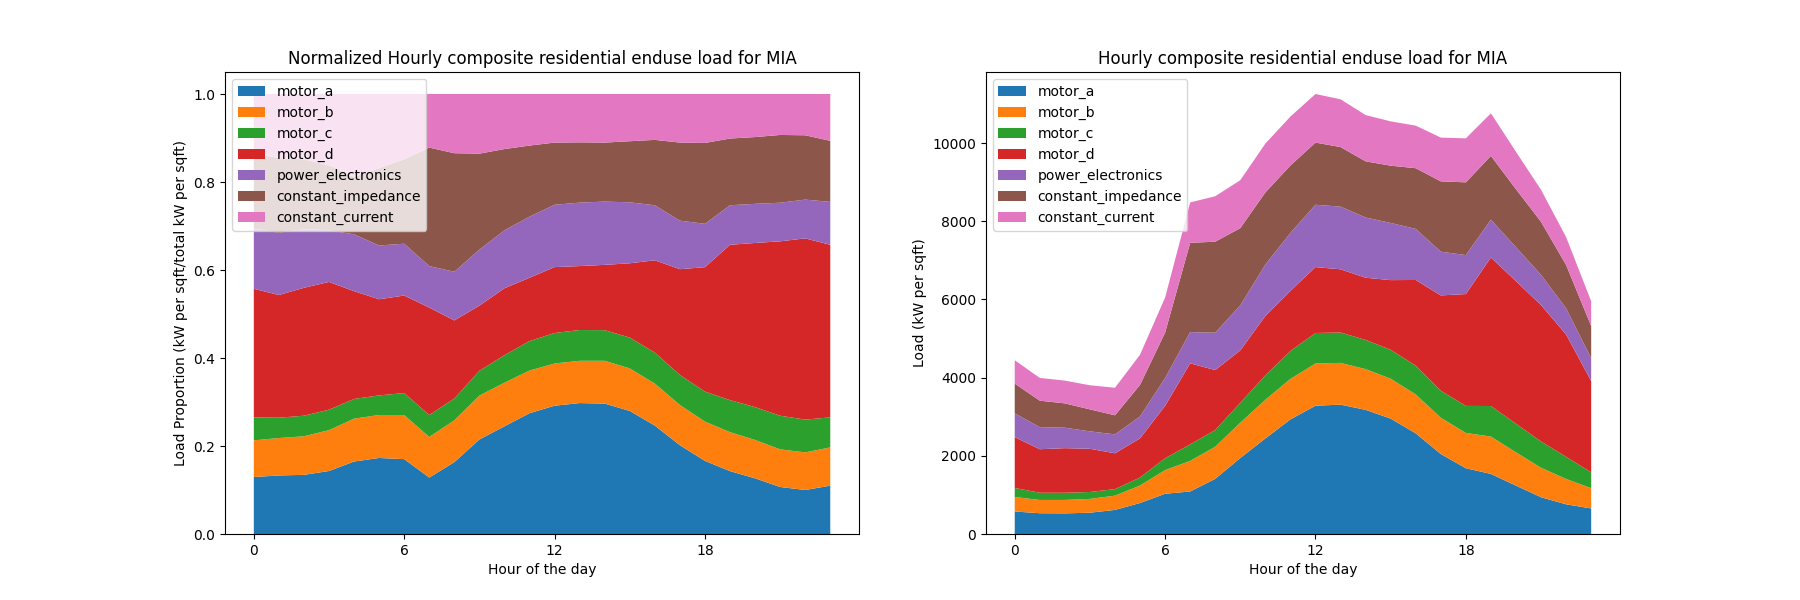 Normalized Hourly composite residential enduse load for MIA
Load Proportion (kW per sqft/total kW per sqft)
1.0
0.8
0.6
0.4
0.2
0.0
motor_a
motor_b
motor_c
motor_d
power_electronics
constant_impedance
constant_current
0 6 12 18
Hour of the day
Hourly composite residential enduse load for MIA
Load (kW per sqft)
10000
8000
6000
4000
2000
0
motor_a
motor_b
motor_c
motor_d
power_electronics
constant_impedance
constant_current
0 6 12 18
Hour of the day